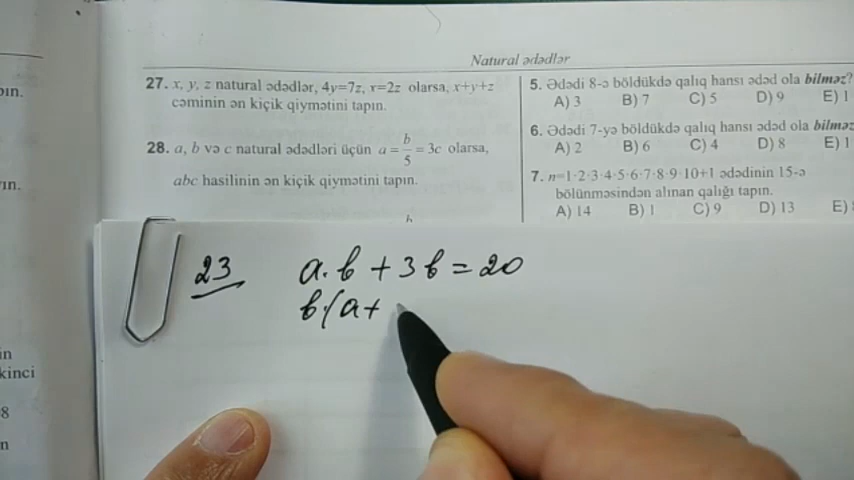 Natural ədədlər
27. x, y, z natural ədədlər, 4y=7z, x=2z olarsa, x+y+z
cəminin ən kiçik qiymətini tapın.
28. a, b və c natural ədədləri üçün a = b/5 = 3c olarsa,
abc hasilinin ən kiçik qiymətini tapın.
5. Ədədi 8-ə böldükdə qalıq hansı ədəd ola bilməz?
A) 3 B) 7 C) 5 D) 9 E) 1
6. Ədədi 7-yə böldükdə qalıq hansı ədəd ola bilməz
A) 2 B) 6 C) 4 D) 8 E) 1
7. n=1·2·3·4·5·6·7·8·9·10+1 ədədinin 15-ə
bölünməsindən alınan qalığı tapın.
A) 14 B) 1 C) 9 D) 13 E)
23 a.b + 3b = 20
b.(a+
kinci